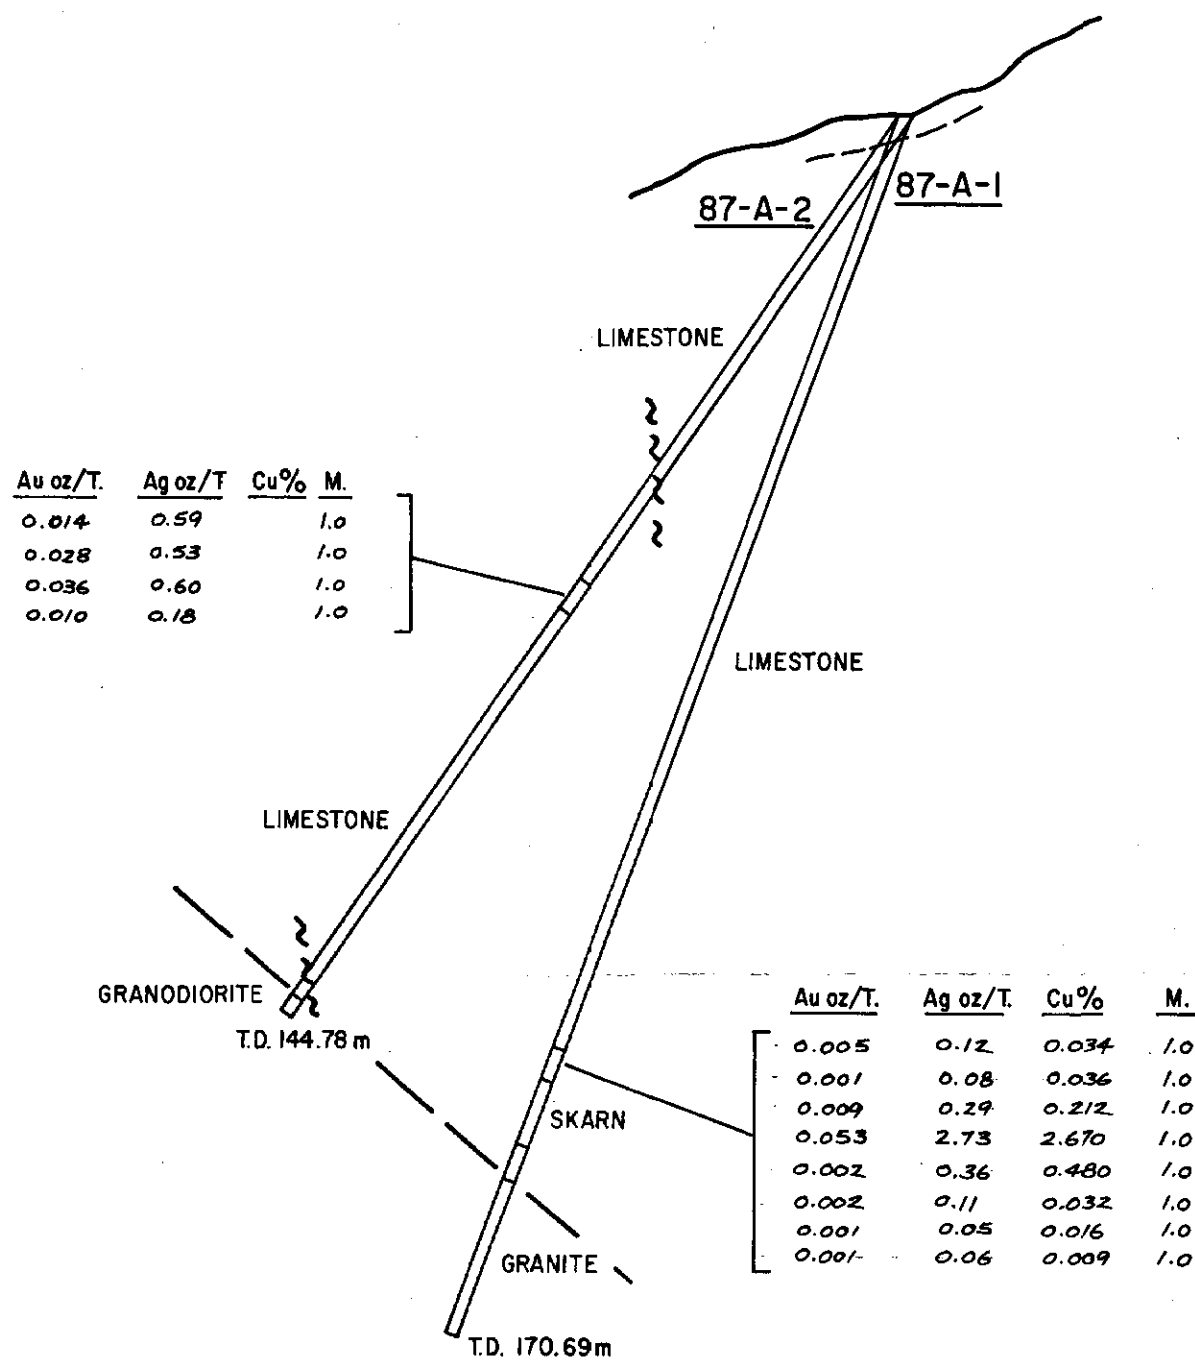 87-A-2
87-A-1
LIMESTONE
Au oz/T. Ag oz/T Cu% M.
0.014 0.59 1.0
0.028 0.53 1.0
0.036 0.60 1.0
0.010 0.18 1.0
LIMESTONE
LIMESTONE
GRANODIORITE
T.D. 144.78 m
Au oz/T. Ag oz/T. Cu% M.
0.005 0.12 0.034 1.0
0.001 0.08 0.036 1.0
0.009 0.29 0.212 1.0
0.053 2.73 2.670 1.0
0.002 0.36 0.480 1.0
0.002 0.11 0.032 1.0
0.001 0.05 0.016 1.0
0.001 0.06 0.009 1.0
SKARN
GRANITE
T.D. 170.69m